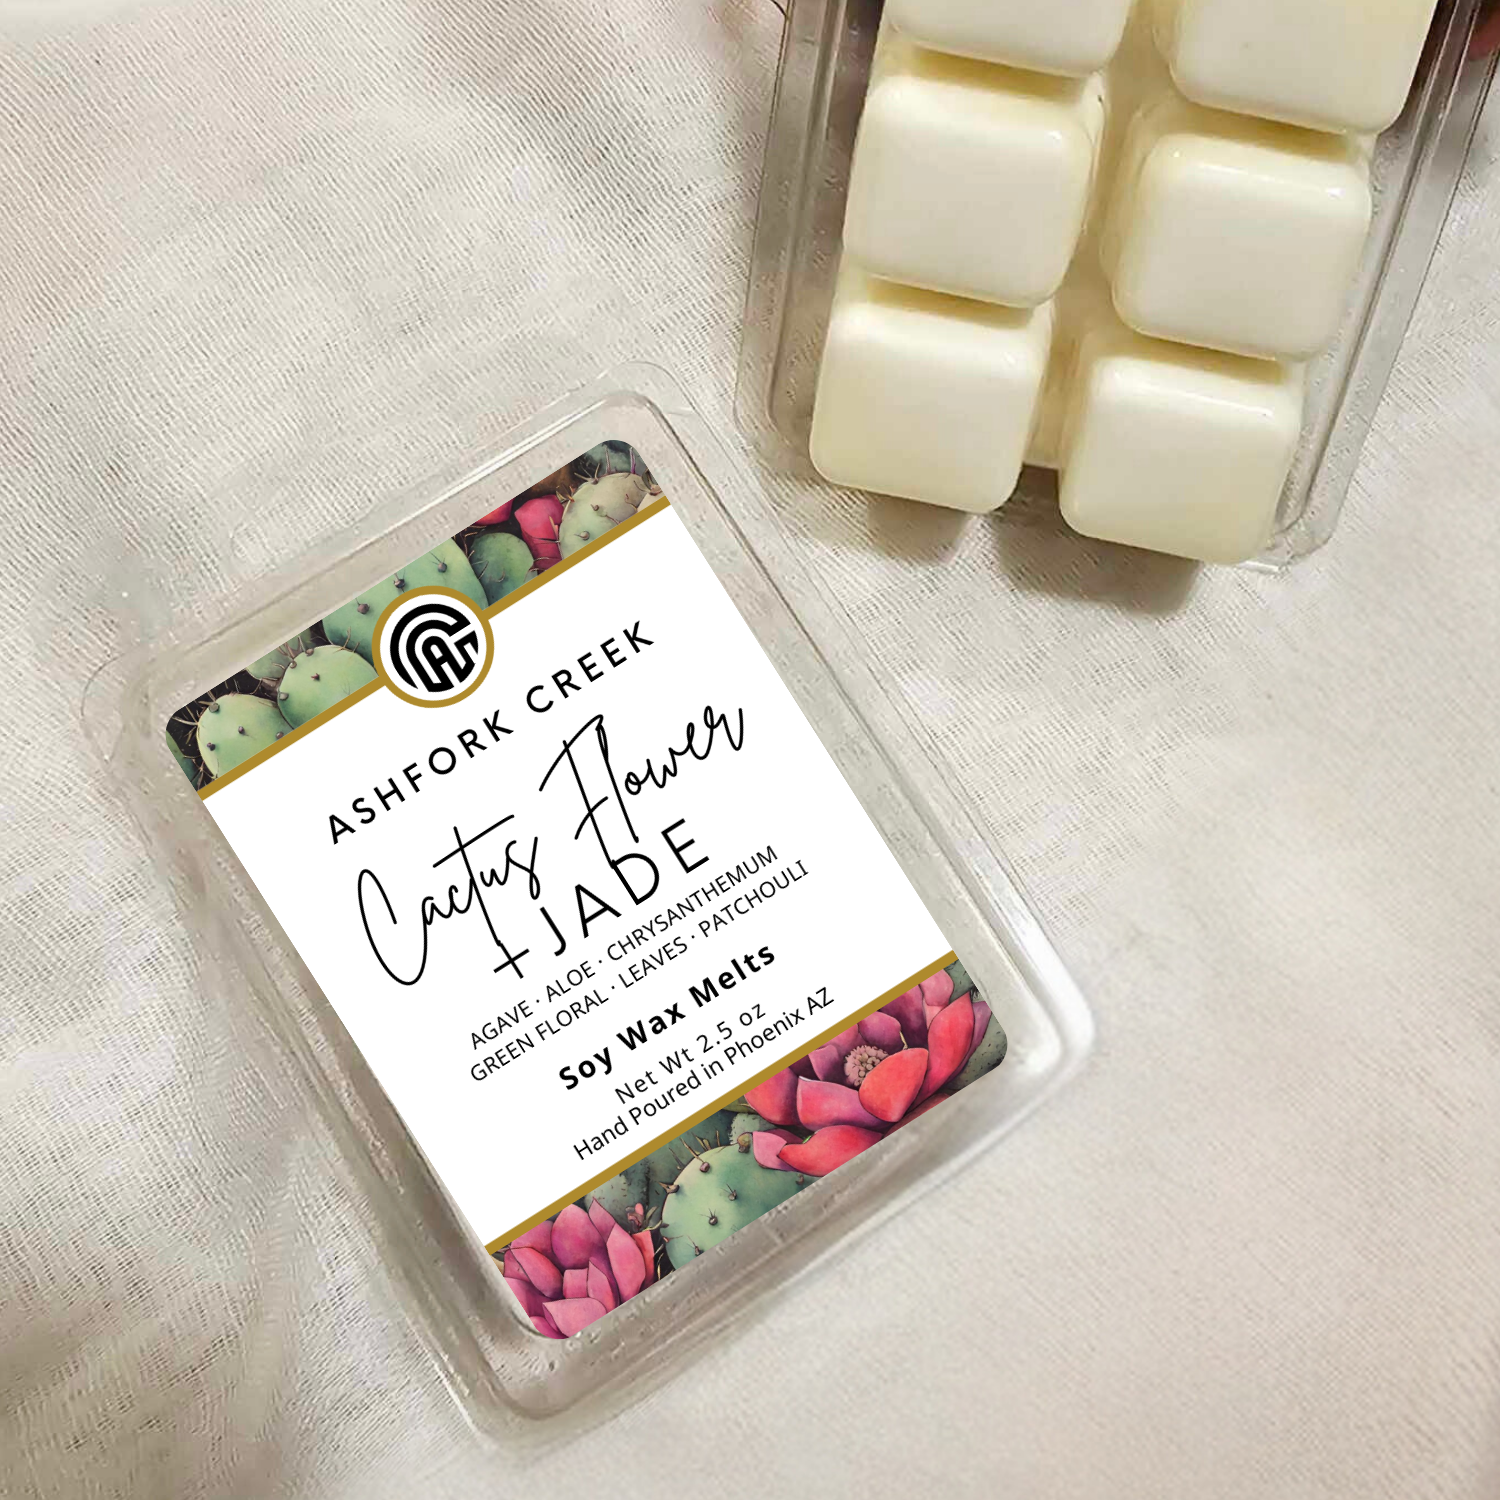 ASHFORK CREEK
Cactus Flower
+JADE
AGAVE · ALOE · CHRYSANTHEMUM
GREEN FLORAL · LEAVES · PATCHOULI
Soy Wax Melts
Net Wt 2.5 oz
Hand Poured in Phoenix AZ